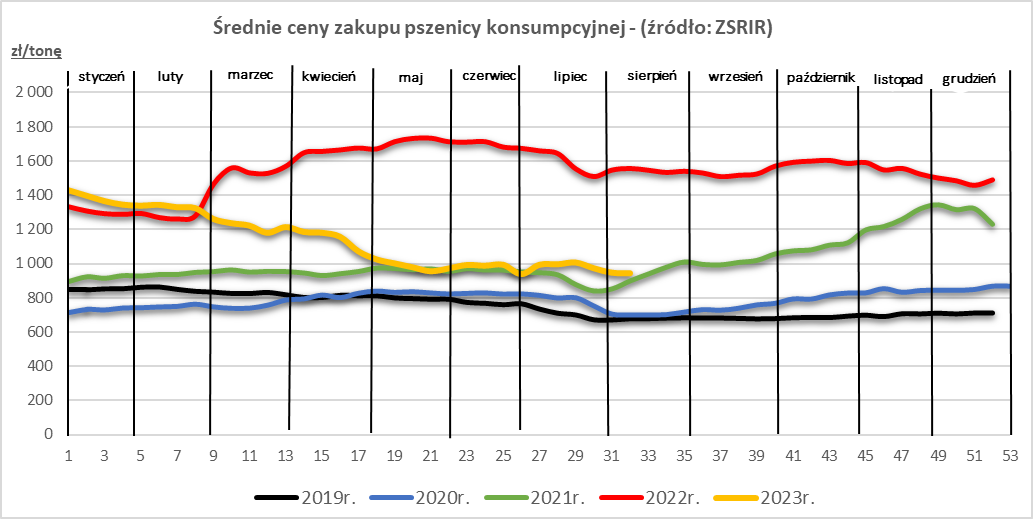 Średnie ceny zakupu pszenicy konsumpcyjnej - (źródło: ZSRIR)
zł/tonę
styczeń luty marzec kwiecień maj czerwiec lipiec sierpień wrzesień październik listopad grudzień
2 000
1 800
1 600
1 400
1 200
1 000
800
600
400
200
0
1 3 5 7 9 11 13 15 17 19 21 23 25 27 29 31 33 35 37 39 41 43 45 47 49 51 53
2019r. 2020r. 2021r. 2022r. 2023r.